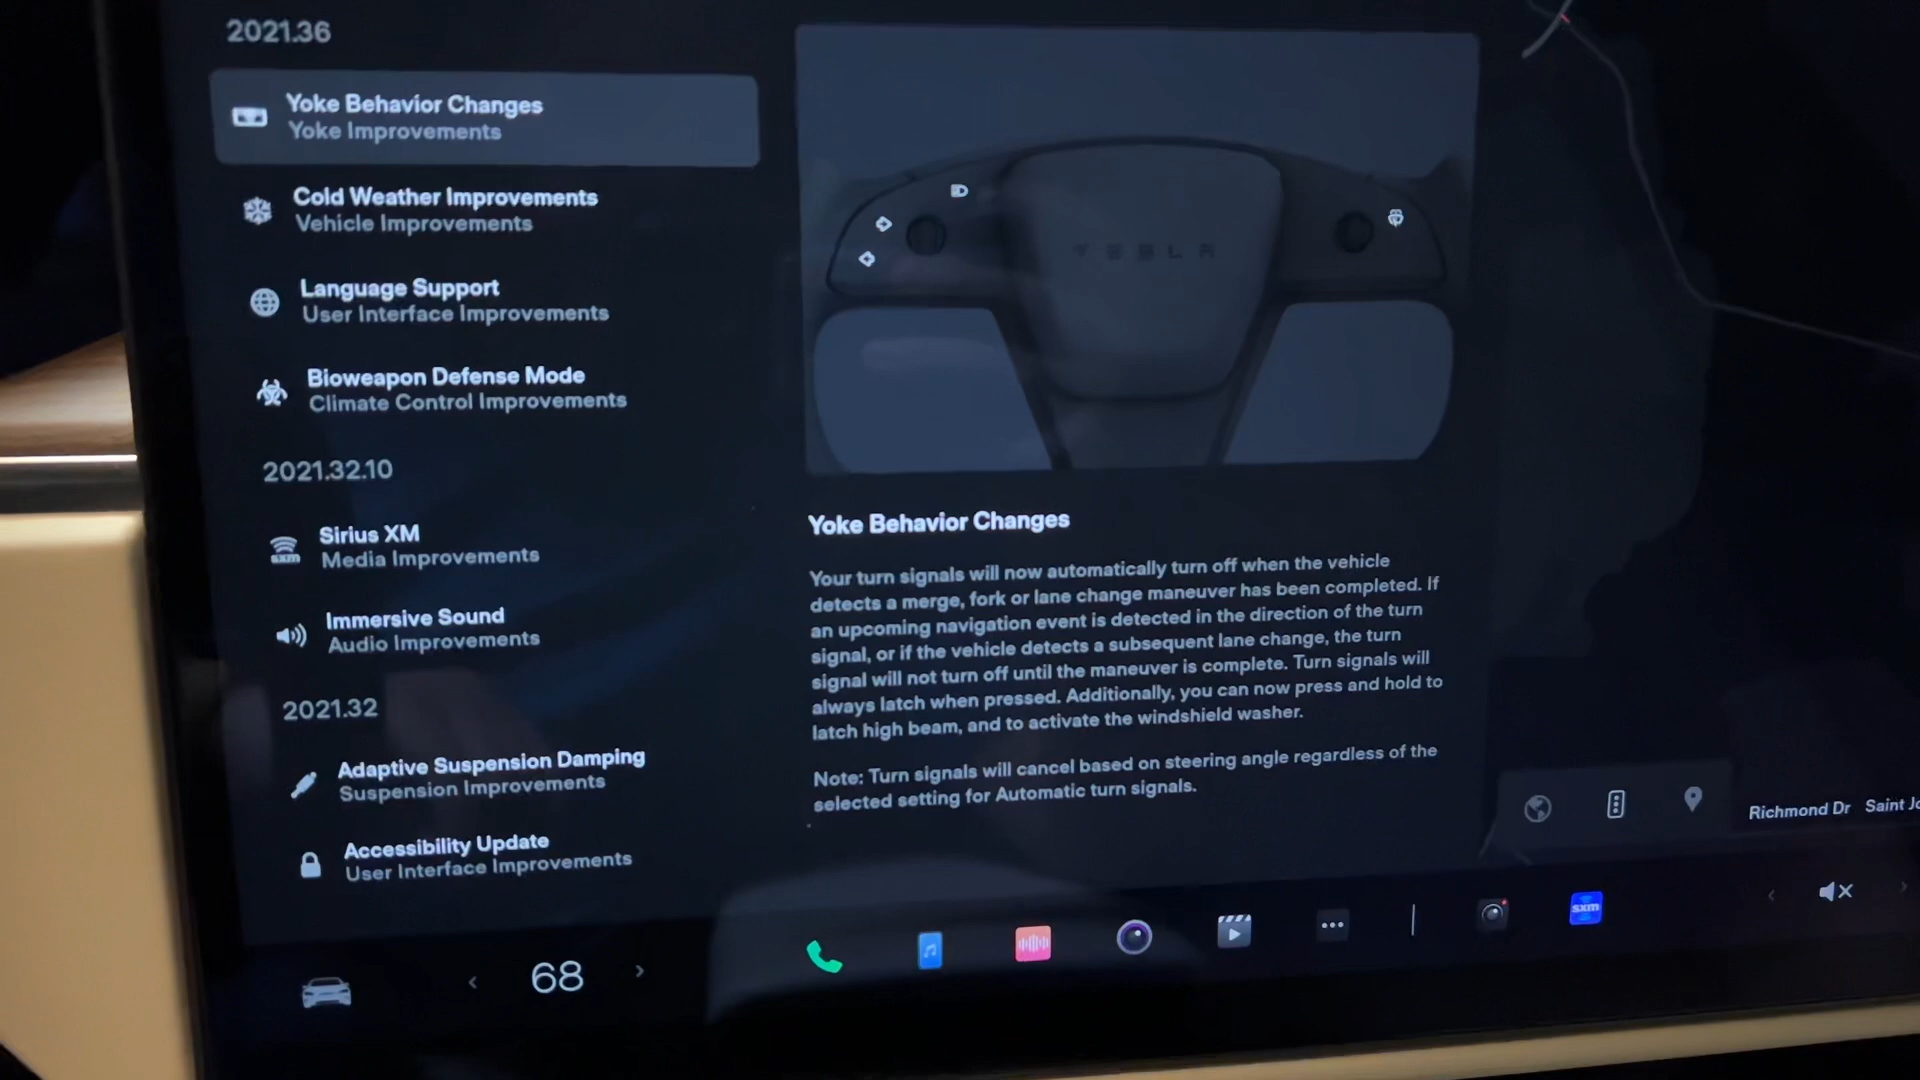 2021.36
Yoke Behavior Changes
Yoke Improvements
Cold Weather Improvements
Vehicle Improvements
Language Support
User Interface Improvements
Bioweapon Defense Mode
Climate Control Improvements
2021.32.10
sxm
Sirius XM
Media Improvements
Immersive Sound
Audio Improvements
2021.32
Adaptive Suspension Damping
Suspension Improvements
Accessibility Update
User Interface Improvements
TESLA
Yoke Behavior Changes
Your turn signals will now automatically turn off when the vehicle
detects a merge, fork or lane change maneuver has been completed. If
an upcoming navigation event is detected in the direction of the turn
signal, or if the vehicle detects a subsequent lane change, the turn
signal will not turn off until the maneuver is complete. Turn signals will
always latch when pressed. Additionally, you can now press and hold to
latch high beam, and to activate the windshield washer.
Note: Turn signals will cancel based on steering angle regardless of the
selected setting for Automatic turn signals.
Richmond Dr Saint
68
sxm